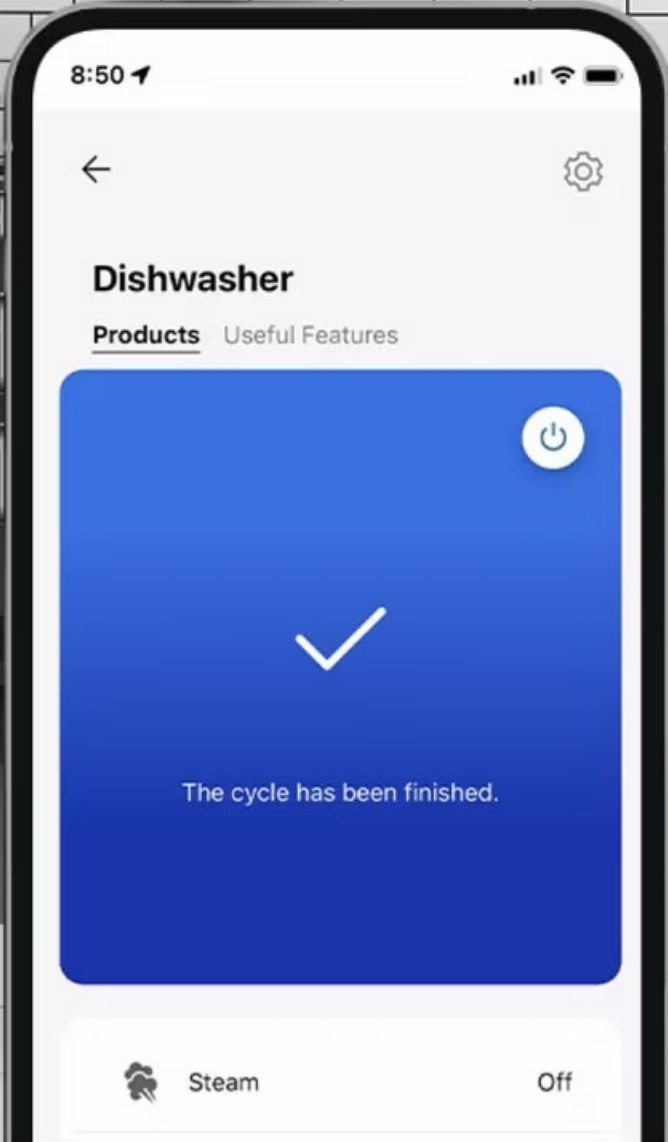 8:50
Dishwasher
Products Useful Features
The cycle has been finished.
Steam Off